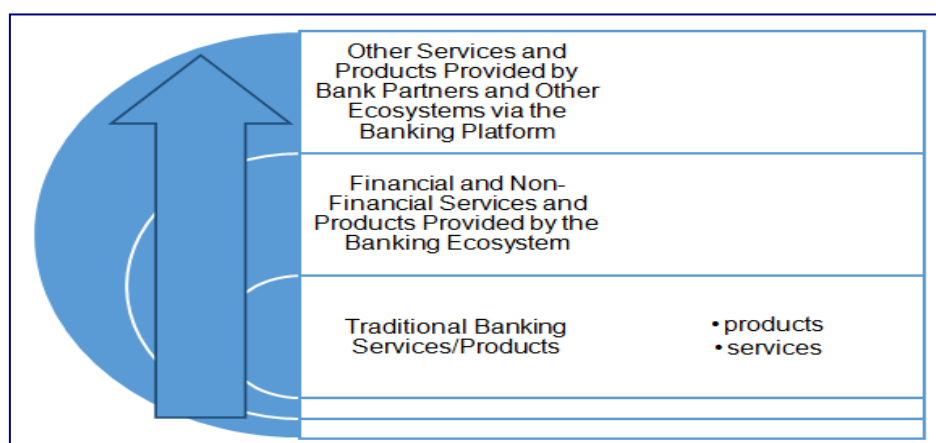 Other Services and
Products Provided by
Bank Partners and Other
Ecosystems via the
Banking Platform
Financial and Non-
Financial Services and
Products Provided by the
Banking Ecosystem
Traditional Banking
Services/Products
• products
• services